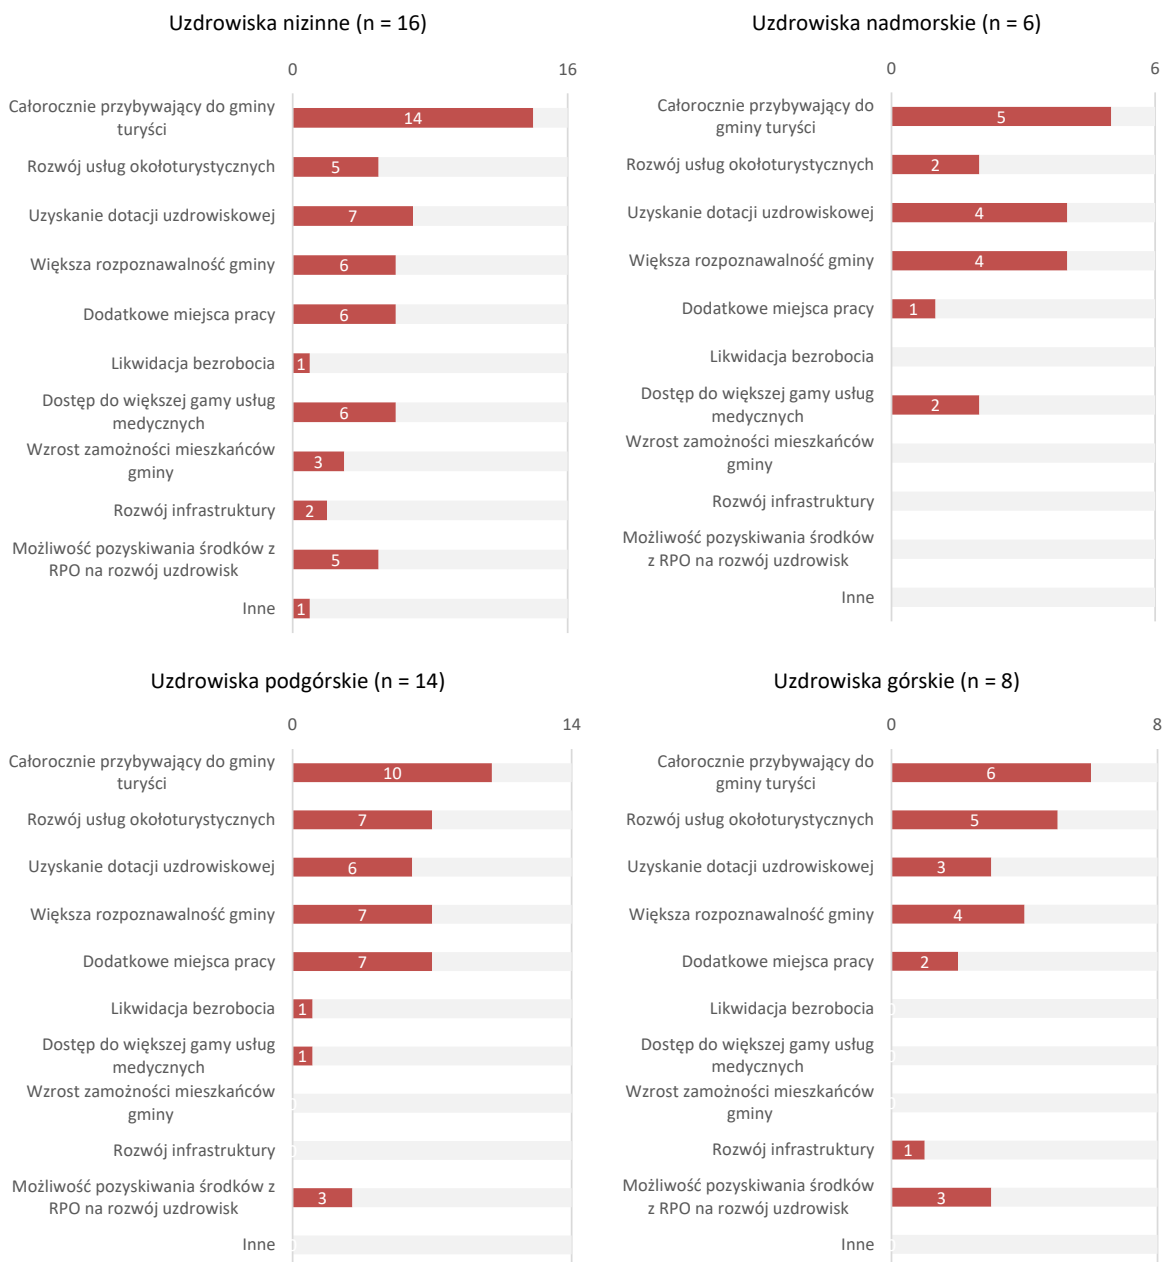 Uzdrowiska nizinne (n = 16)
0
16
Całorocznie przybywający do gminy
turyści
14
Rozwój usług okołoturystycznych
5
Uzyskanie dotacji uzdrowiskowej
7
Większa rozpoznawalność gminy
6
Dodatkowe miejsca pracy
6
Likwidacja bezrobocia
1
Dostęp do większej gamy usług
medycznych
6
Wzrost zamożności mieszkańców
gminy
3
Rozwój infrastruktury
2
Możliwość pozyskiwania środków z
RPO na rozwój uzdrowisk
5
Inne
1
Uzdrowiska nadmorskie (n = 6)
0
6
Całorocznie przybywający do
gminy turyści
5
Rozwój usług okołoturystycznych
2
Uzyskanie dotacji uzdrowiskowej
4
Większa rozpoznawalność gminy
4
Dodatkowe miejsca pracy
1
Likwidacja bezrobocia
Dostęp do większej gamy usług
medycznych
2
Wzrost zamożności mieszkańców
gminy
Rozwój infrastruktury
Możliwość pozyskiwania środków
z RPO na rozwój uzdrowisk
Inne
Uzdrowiska podgórskie (n = 14)
0
14
Całorocznie przybywający do gminy
turyści
10
Rozwój usług okołoturystycznych
7
Uzyskanie dotacji uzdrowiskowej
6
Większa rozpoznawalność gminy
7
Dodatkowe miejsca pracy
7
Likwidacja bezrobocia
1
Dostęp do większej gamy usług
medycznych
1
Wzrost zamożności mieszkańców
gminy
0
Rozwój infrastruktury
0
Możliwość pozyskiwania środków z
RPO na rozwój uzdrowisk
3
Inne
0
Uzdrowiska górskie (n = 8)
0
8
Całorocznie przybywający do
gminy turyści
6
Rozwój usług okołoturystycznych
5
Uzyskanie dotacji uzdrowiskowej
3
Większa rozpoznawalność gminy
4
Dodatkowe miejsca pracy
2
Likwidacja bezrobocia
0
Dostęp do większej gamy usług
medycznych
0
Wzrost zamożności mieszkańców
gminy
0
Rozwój infrastruktury
1
Możliwość pozyskiwania środków
z RPO na rozwój uzdrowisk
3
Inne
0